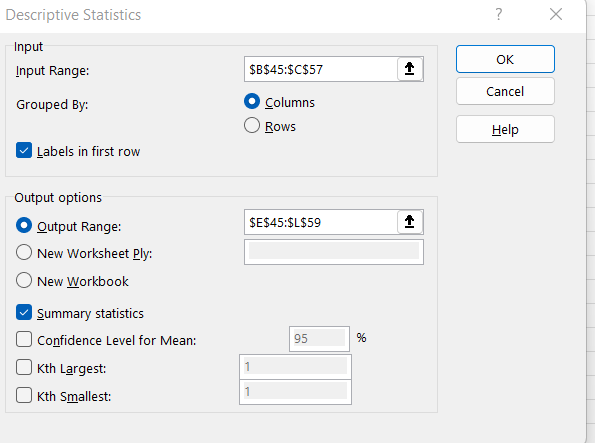 Descriptive Statistics ? ×
Input
Input Range: $B$45:$C$57
OK
Grouped By: Columns
Cancel
Rows
Help
Labels in first row
Output options
Output Range: $E$45:$L$59
New Worksheet Ply:
New Workbook
Summary statistics
Confidence Level for Mean: 95 %
Kth Largest: 1
Kth Smallest: 1